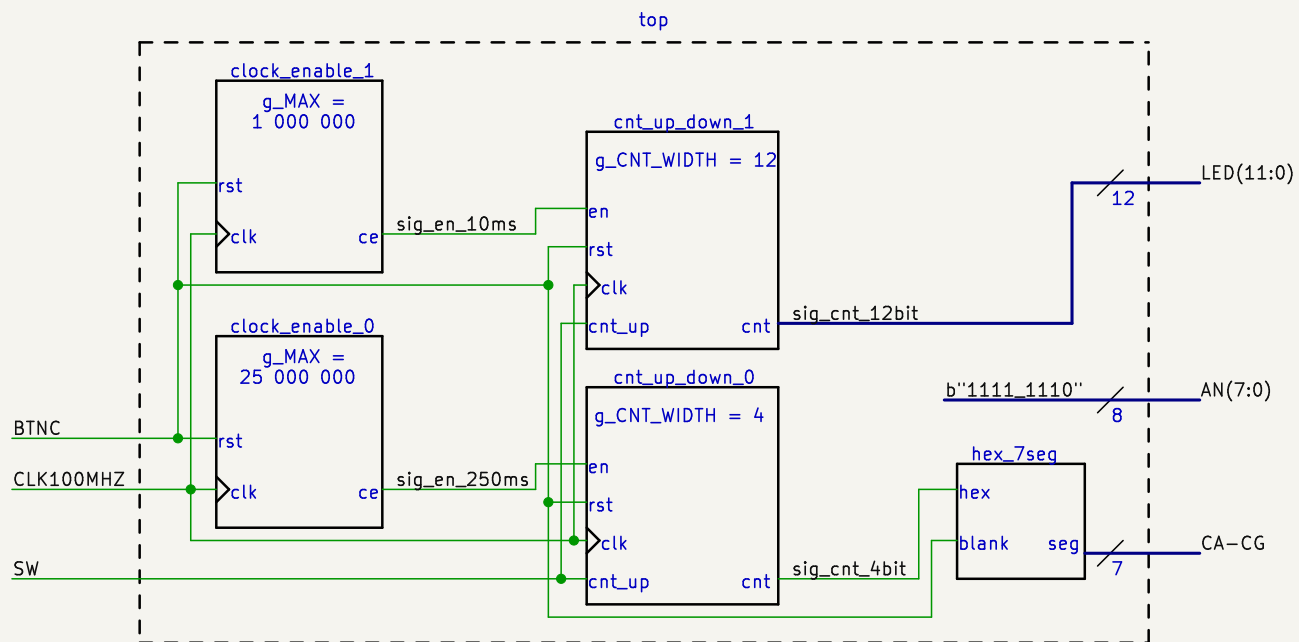 top
clock_enable_1
g_MAX =
1 000 000
rst
clk
ce
sig_en_10ms
cnt_up_down_1
g_CNT_WIDTH = 12
en
rst
clk
cnt_up
cnt
sig_cnt_12bit
LED(11:0)
12
clock_enable_0
g_MAX =
25 000 000
BTNC
rst
CLK100MHZ
clk
ce
sig_en_250ms
SW
cnt_up_down_0
g_CNT_WIDTH = 4
en
rst
clk
cnt_up
cnt
sig_cnt_4bit
b"1111_1110"
AN(7:0)
8
hex_7seg
hex
blank
seg
CA-CG
7